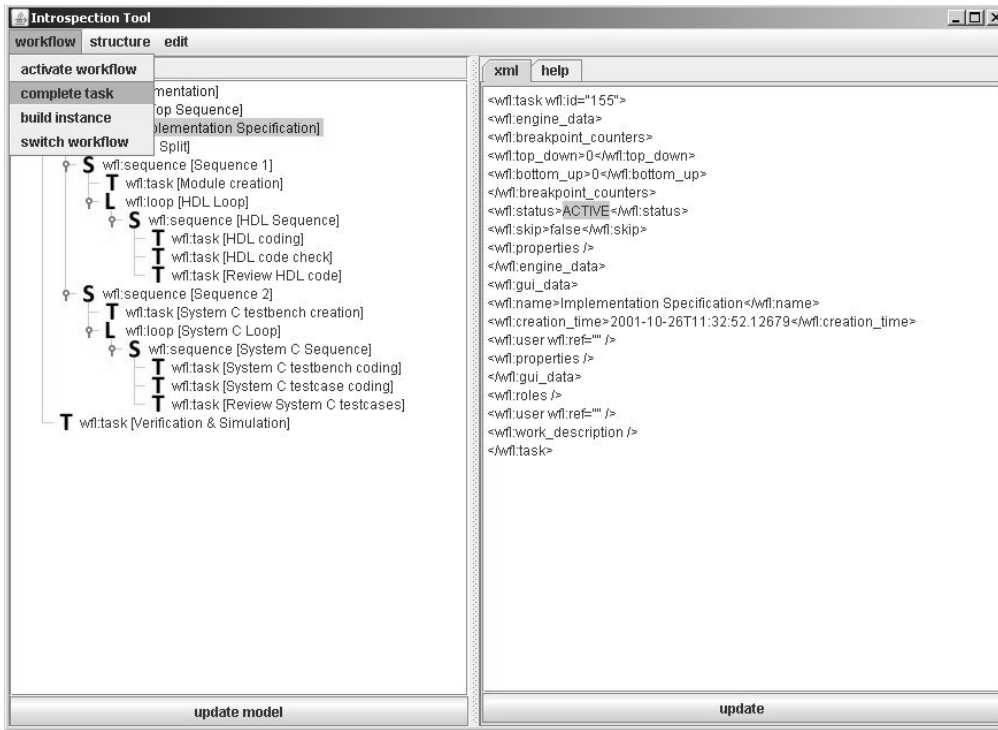 Introspection Tool
workflow structure edit
activate workflow
complete task
build instance
switch workflow
mentation]
op Sequence]
plementation Specification]
Split]
S wfl:sequence [Sequence 1]
T wfl:task [Module creation]
L wfl:loop [HDL Loop]
S wfl:sequence [HDL Sequence]
T wfl:task [HDL coding]
T wfl:task [HDL code check]
T wfl:task [Review HDL code]
S wfl:sequence [Sequence 2]
T wfl:task [System C testbench creation]
L wfl:loop [System C Loop]
S wfl:sequence [System C Sequence]
T wfl:task [System C testbench coding]
T wfl:task [System C testcase coding]
T wfl:task [Review System C testcases]
T wfl:task [Verification & Simulation]
update model
xml help
<wfl:task wfl:id="155">
<wfl:engine_data>
<wfl:breakpoint_counters>
<wfl:top_down>0</wfl:top_down>
<wfl:bottom_up>0</wfl:bottom_up>
</wfl:breakpoint_counters>
<wfl:status>ACTIVE</wfl:status>
<wfl:skip>false</wfl:skip>
<wfl:properties />
</wfl:engine_data>
<wfl:gui_data>
<wfl:name>Implementation Specification</wfl:name>
<wfl:creation_time>2001-10-26T11:32:52.12679</wfl:creation_time>
<wfl:user wfl:ref="" />
<wfl:properties />
</wfl:gui_data>
<wfl:roles />
<wfl:user wfl:ref="" />
<wfl:work_description />
</wfl:task>
update